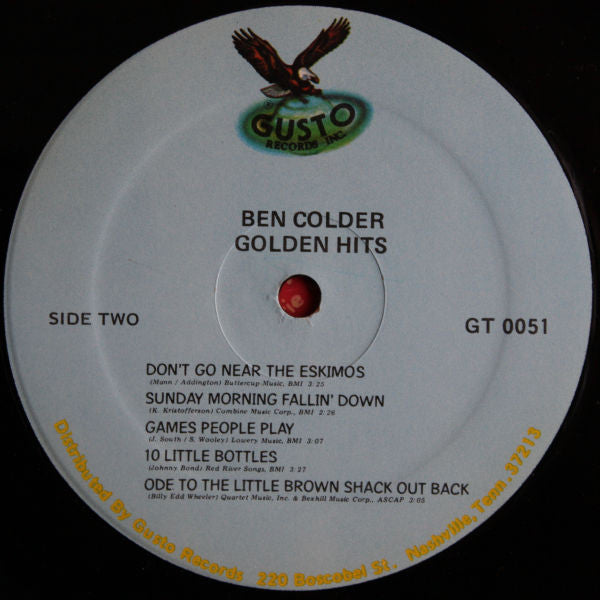 GUSTO
RECORDS INC.
BEN COLDER
GOLDEN HITS
SIDE TWO
GT 0051
DON'T GO NEAR THE ESKIMOS
(Mann / Addington) Buttercup Music, BMI 3:25
SUNDAY MORNING FALLIN' DOWN
(K. Kristofferson) Combine Music Corp., BMI 2:26
GAMES PEOPLE PLAY
(J. South / S. Wooley) Lowery Music, BMI 3:07
10 LITTLE BOTTLES
(Johnny Bond) Red River Songs, BMI 3:27
ODE TO THE LITTLE BROWN SHACK OUT BACK
(Billy Edd Wheeler) Quartet Music, Inc. & Bexhill Music Corp., ASCAP 3:05
Distributed By Gusto Records 220 Boscobel St. Nashville, Tenn. 37213